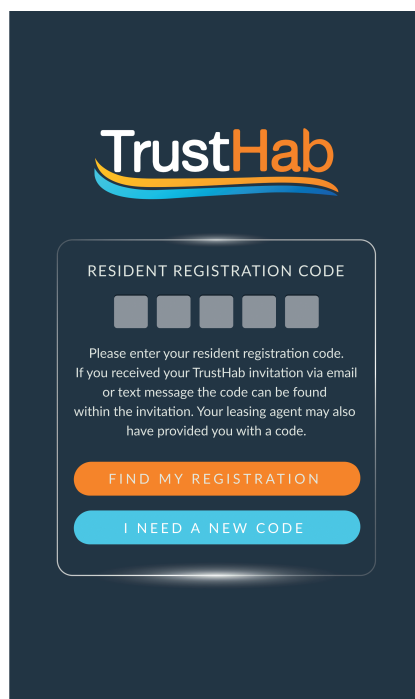 TrustHab
RESIDENT REGISTRATION CODE
Please enter your resident registration code.
If you received your TrustHab invitation via email
or text message the code can be found
within the invitation. Your leasing agent may also
have provided you with a code.
FIND MY REGISTRATION
I NEED A NEW CODE